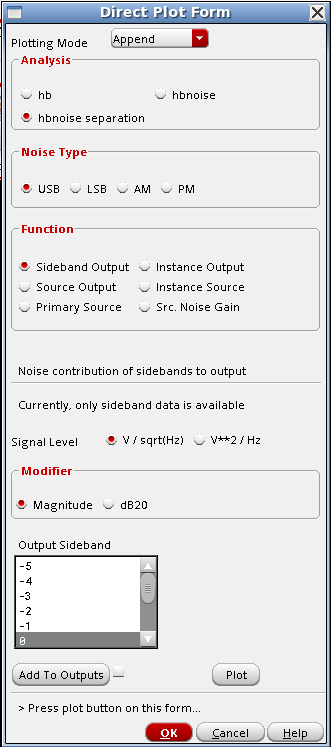 Direct Plot Form
Plotting Mode Append
Analysis
hb hbnoise
hbnoise separation
Noise Type
USB LSB AM PM
Function
Sideband Output Instance Output
Source Output Instance Source
Primary Source Src. Noise Gain
Noise contribution of sidebands to output
Currently, only sideband data is available
Signal Level V / sqrt(Hz) V**2 / Hz
Modifier
Magnitude dB20
Output Sideband
-5
-4
-3
-2
-1
0
Add To Outputs Plot
> Press plot button on this form...
OK Cancel Help